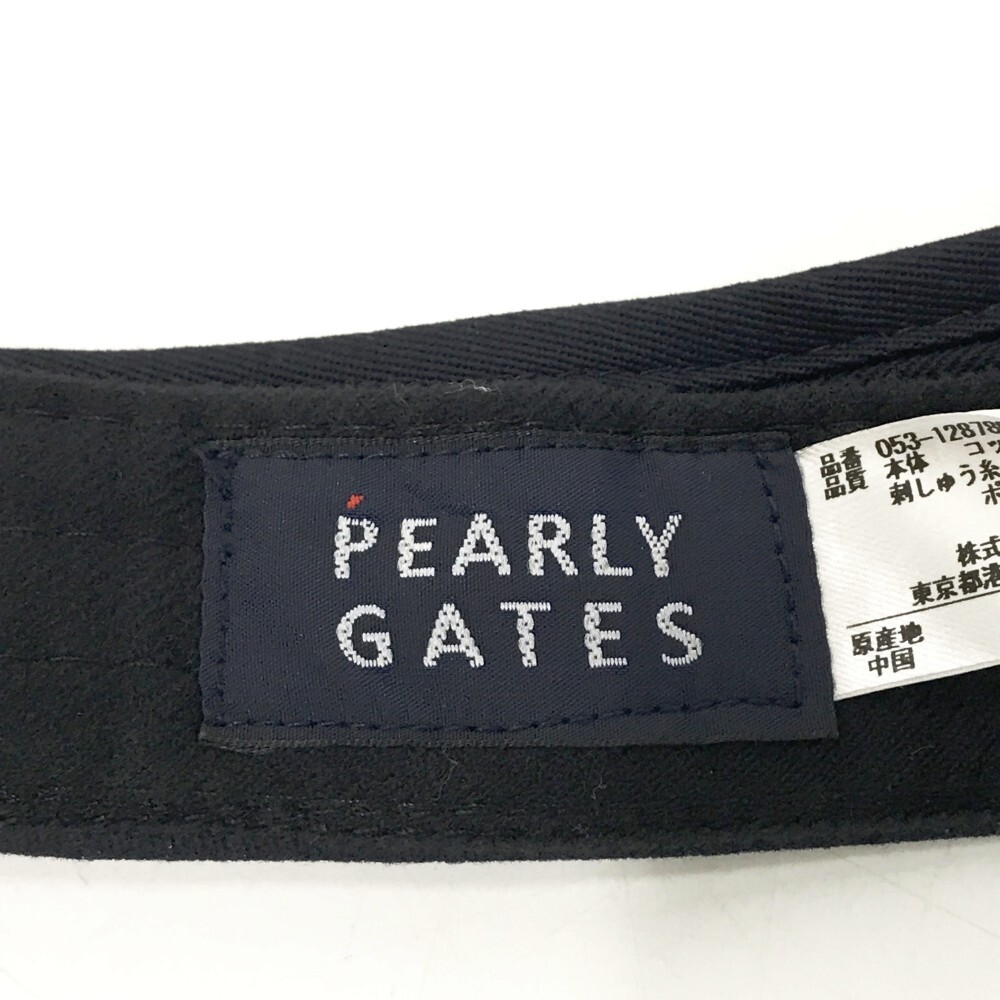 PEARLY
GATES
品番 053-12878
品質 本体 コッ
刺しゅう糸
ポ
株式
東京都港
原産地
中国